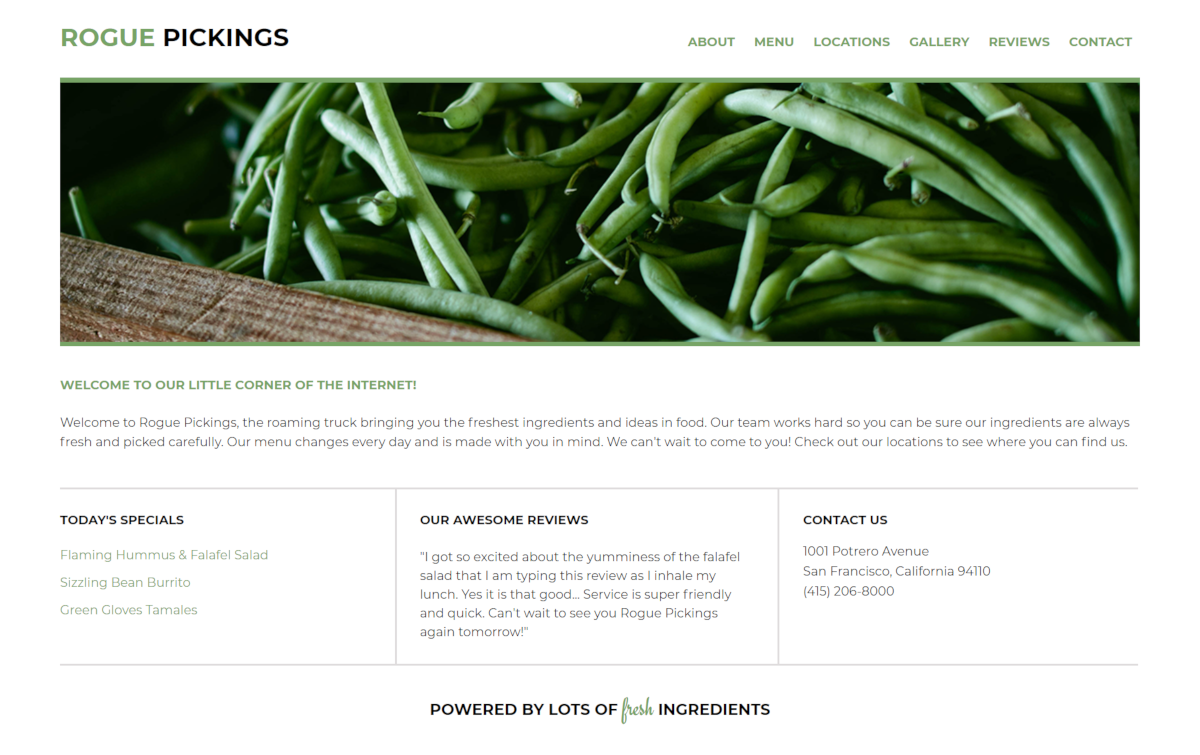 ROGUE PICKINGS
ABOUT MENU LOCATIONS GALLERY REVIEWS CONTACT
WELCOME TO OUR LITTLE CORNER OF THE INTERNET!
Welcome to Rogue Pickings, the roaming truck bringing you the freshest ingredients and ideas in food. Our team works hard so you can be sure our ingredients are always
fresh and picked carefully. Our menu changes every day and is made with you in mind. We can't wait to come to you! Check out our locations to see where you can find us.
TODAY'S SPECIALS
Flaming Hummus & Falafel Salad
Sizzling Bean Burrito
Green Gloves Tamales
OUR AWESOME REVIEWS
"I got so excited about the yumminess of the falafel
salad that I am typing this review as I inhale my
lunch. Yes it is that good... Service is super friendly
and quick. Can't wait to see you Rogue Pickings
again tomorrow!"
CONTACT US
1001 Potrero Avenue
San Francisco, California 94110
(415) 206-8000
POWERED BY LOTS OF fresh INGREDIENTS